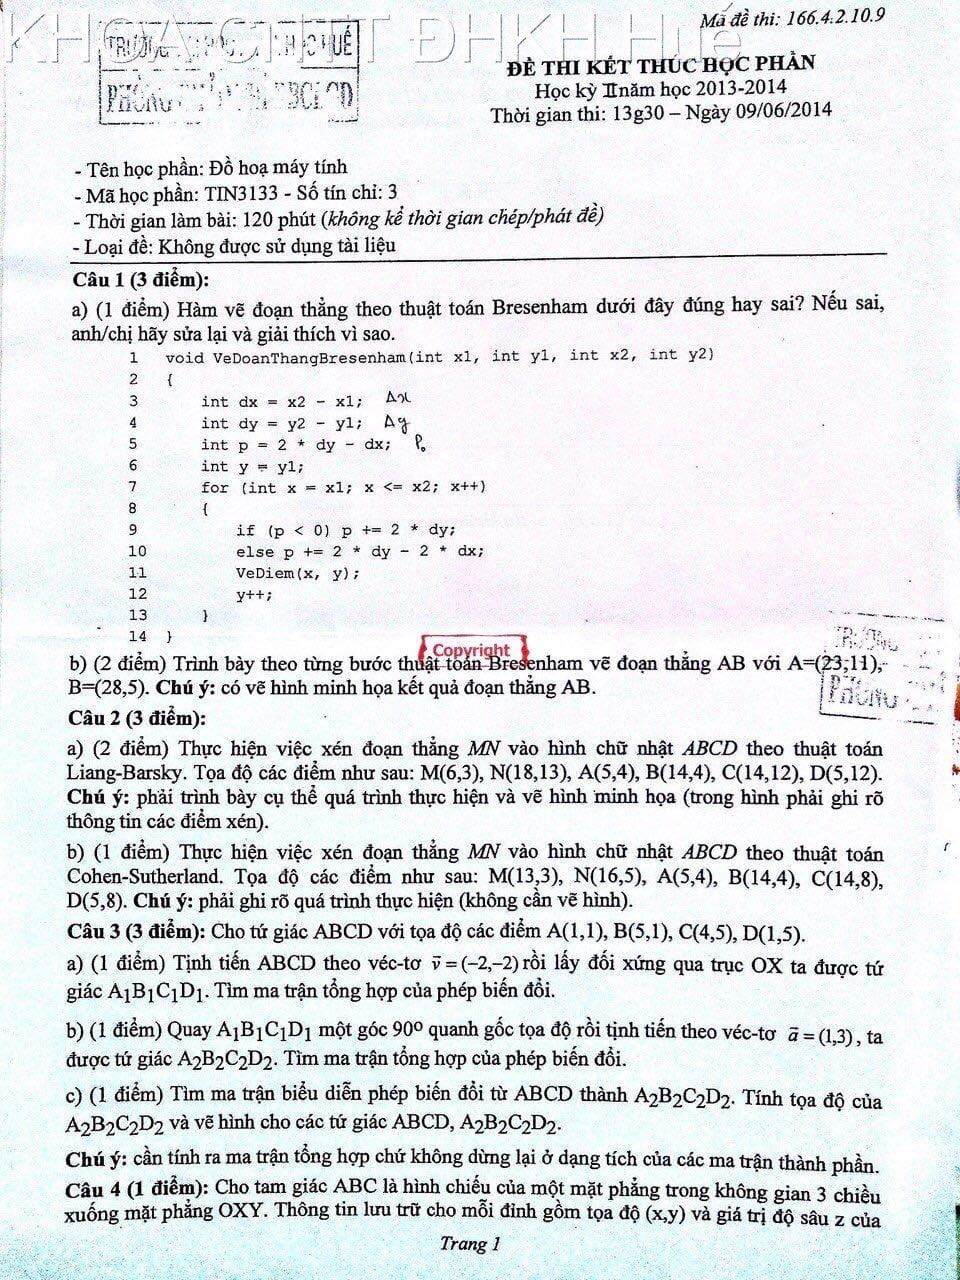 KHOA CNTT ĐHKH Huế
Mã đề thi: 166.4.2.10.9
ĐỀ THI KẾT THÚC HỌC PHẦN
Học kỳ II năm học 2013-2014
Thời gian thi: 13g30 – Ngày 09/06/2014
- Tên học phần: Đồ hoạ máy tính
- Mã học phần: TIN3133 - Số tín chỉ: 3
- Thời gian làm bài: 120 phút (không kể thời gian chép/phát đề)
- Loại đề: Không được sử dụng tài liệu
Câu 1 (3 điểm):
a) (1 điểm) Hàm vẽ đoạn thẳng theo thuật toán Bresenham dưới đây đúng hay sai? Nếu sai,
anh/chị hãy sửa lại và giải thích vì sao.
1 void VeDoanThangBresenham(int x1, int y1, int x2, int y2)
2 {
3 int dx = x2 - x1; Δx
4 int dy = y2 - y1; Δy
5 int p = 2 * dy - dx; P₀
6 int y = y1;
7 for (int x = x1; x <= x2; x++)
8 {
9 if (p < 0) p += 2 * dy;
10 else p += 2 * dy - 2 * dx;
11 VeDiem(x, y);
12 y++;
13 }
14 }
Copyright
b) (2 điểm) Trình bày theo từng bước thuật toán Bresenham vẽ đoạn thẳng AB với A=(23,11),
B=(28,5). Chú ý: có vẽ hình minh họa kết quả đoạn thẳng AB.
Câu 2 (3 điểm):
a) (2 điểm) Thực hiện việc xén đoạn thẳng MN vào hình chữ nhật ABCD theo thuật toán
Liang-Barsky. Tọa độ các điểm như sau: M(6,3), N(18,13), A(5,4), B(14,4), C(14,12), D(5,12).
Chú ý: phải trình bày cụ thể quá trình thực hiện và vẽ hình minh họa (trong hình phải ghi rõ
thông tin các điểm xén).
b) (1 điểm) Thực hiện việc xén đoạn thẳng MN vào hình chữ nhật ABCD theo thuật toán
Cohen-Sutherland. Tọa độ các điểm như sau: M(13,3), N(16,5), A(5,4), B(14,4), C(14,8),
D(5,8). Chú ý: phải ghi rõ quá trình thực hiện (không cần vẽ hình).
Câu 3 (3 điểm): Cho tứ giác ABCD với tọa độ các điểm A(1,1), B(5,1), C(4,5), D(1,5).
a) (1 điểm) Tịnh tiến ABCD theo véc-tơ v⃗ = (−2,−2) rồi lấy đối xứng qua trục OX ta được tứ
giác A₁B₁C₁D₁. Tìm ma trận tổng hợp của phép biến đổi.
b) (1 điểm) Quay A₁B₁C₁D₁ một góc 90º quanh gốc tọa độ rồi tịnh tiến theo véc-tơ a⃗ = (1,3), ta
được tứ giác A₂B₂C₂D₂. Tìm ma trận tổng hợp của phép biến đổi.
c) (1 điểm) Tìm ma trận biểu diễn phép biến đổi từ ABCD thành A₂B₂C₂D₂. Tính tọa độ của
A₂B₂C₂D₂ và vẽ hình cho các tứ giác ABCD, A₂B₂C₂D₂.
Chú ý: cần tính ra ma trận tổng hợp chứ không dừng lại ở dạng tích của các ma trận thành phần.
Câu 4 (1 điểm): Cho tam giác ABC là hình chiếu của một mặt phẳng trong không gian 3 chiều
xuống mặt phẳng OXY. Thông tin lưu trữ cho mỗi đỉnh gồm tọa độ (x,y) và giá trị độ sâu z của
Trang 1